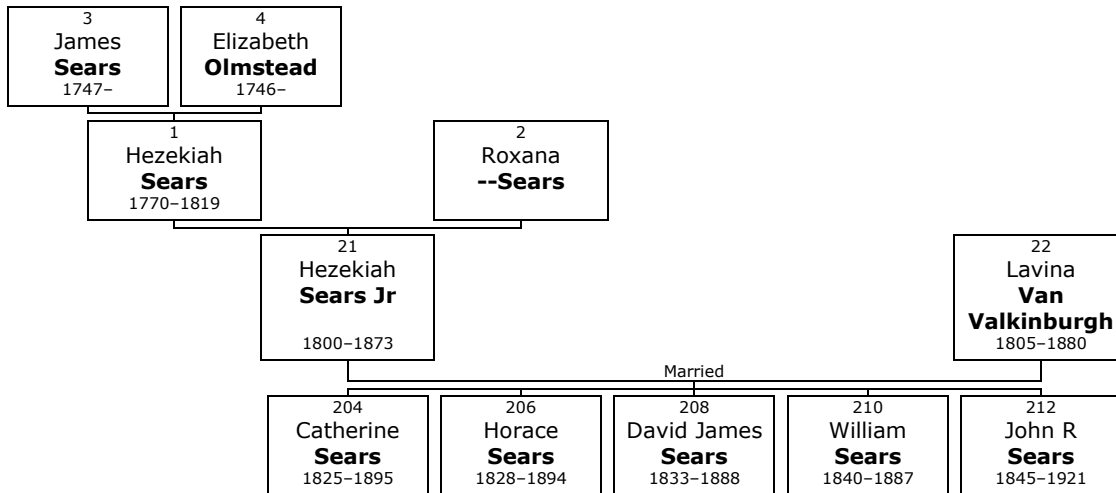 3
James
Sears
1747–
4
Elizabeth
Olmstead
1746–
1
Hezekiah
Sears
1770–1819
2
Roxana
--Sears
21
Hezekiah
Sears Jr
1800–1873
22
Lavina
Van
Valkinburgh
1805–1880
Married
204
Catherine
Sears
1825–1895
206
Horace
Sears
1828–1894
208
David James
Sears
1833–1888
210
William
Sears
1840–1887
212
John R
Sears
1845–1921